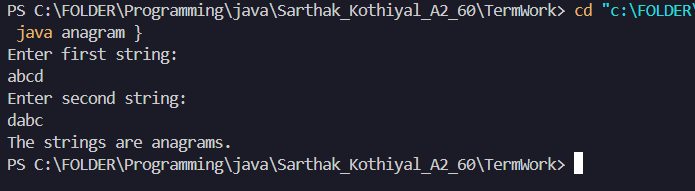 PS C:\FOLDER\Programming\java\Sarthak_Kothiyal_A2_60\TermWork> cd "c:\FOLDER\
java anagram }
Enter first string:
abcd
Enter second string:
dabc
The strings are anagrams.
PS C:\FOLDER\Programming\java\Sarthak_Kothiyal_A2_60\TermWork>